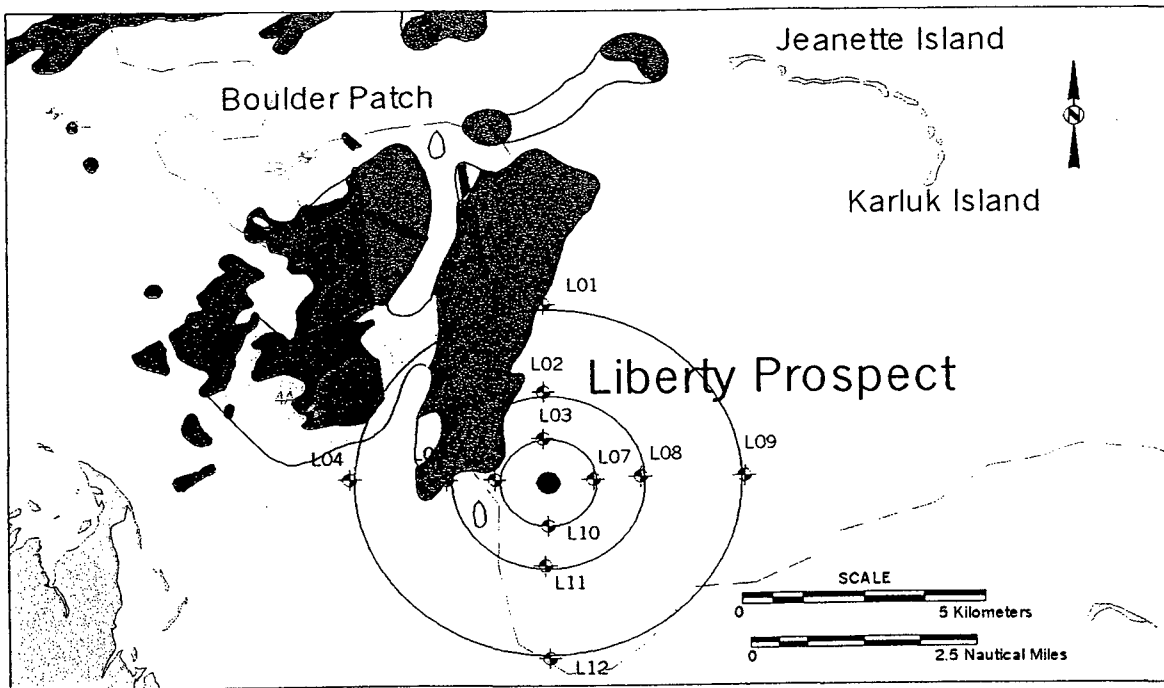 Jeanette Island
Boulder Patch
N
Karluk Island
L01
L02
Liberty Prospect
4A
L03
L04
L07
L08
L09
L10
L11
SCALE
0
5 Kilometers
0
2.5 Nautical Miles
L12